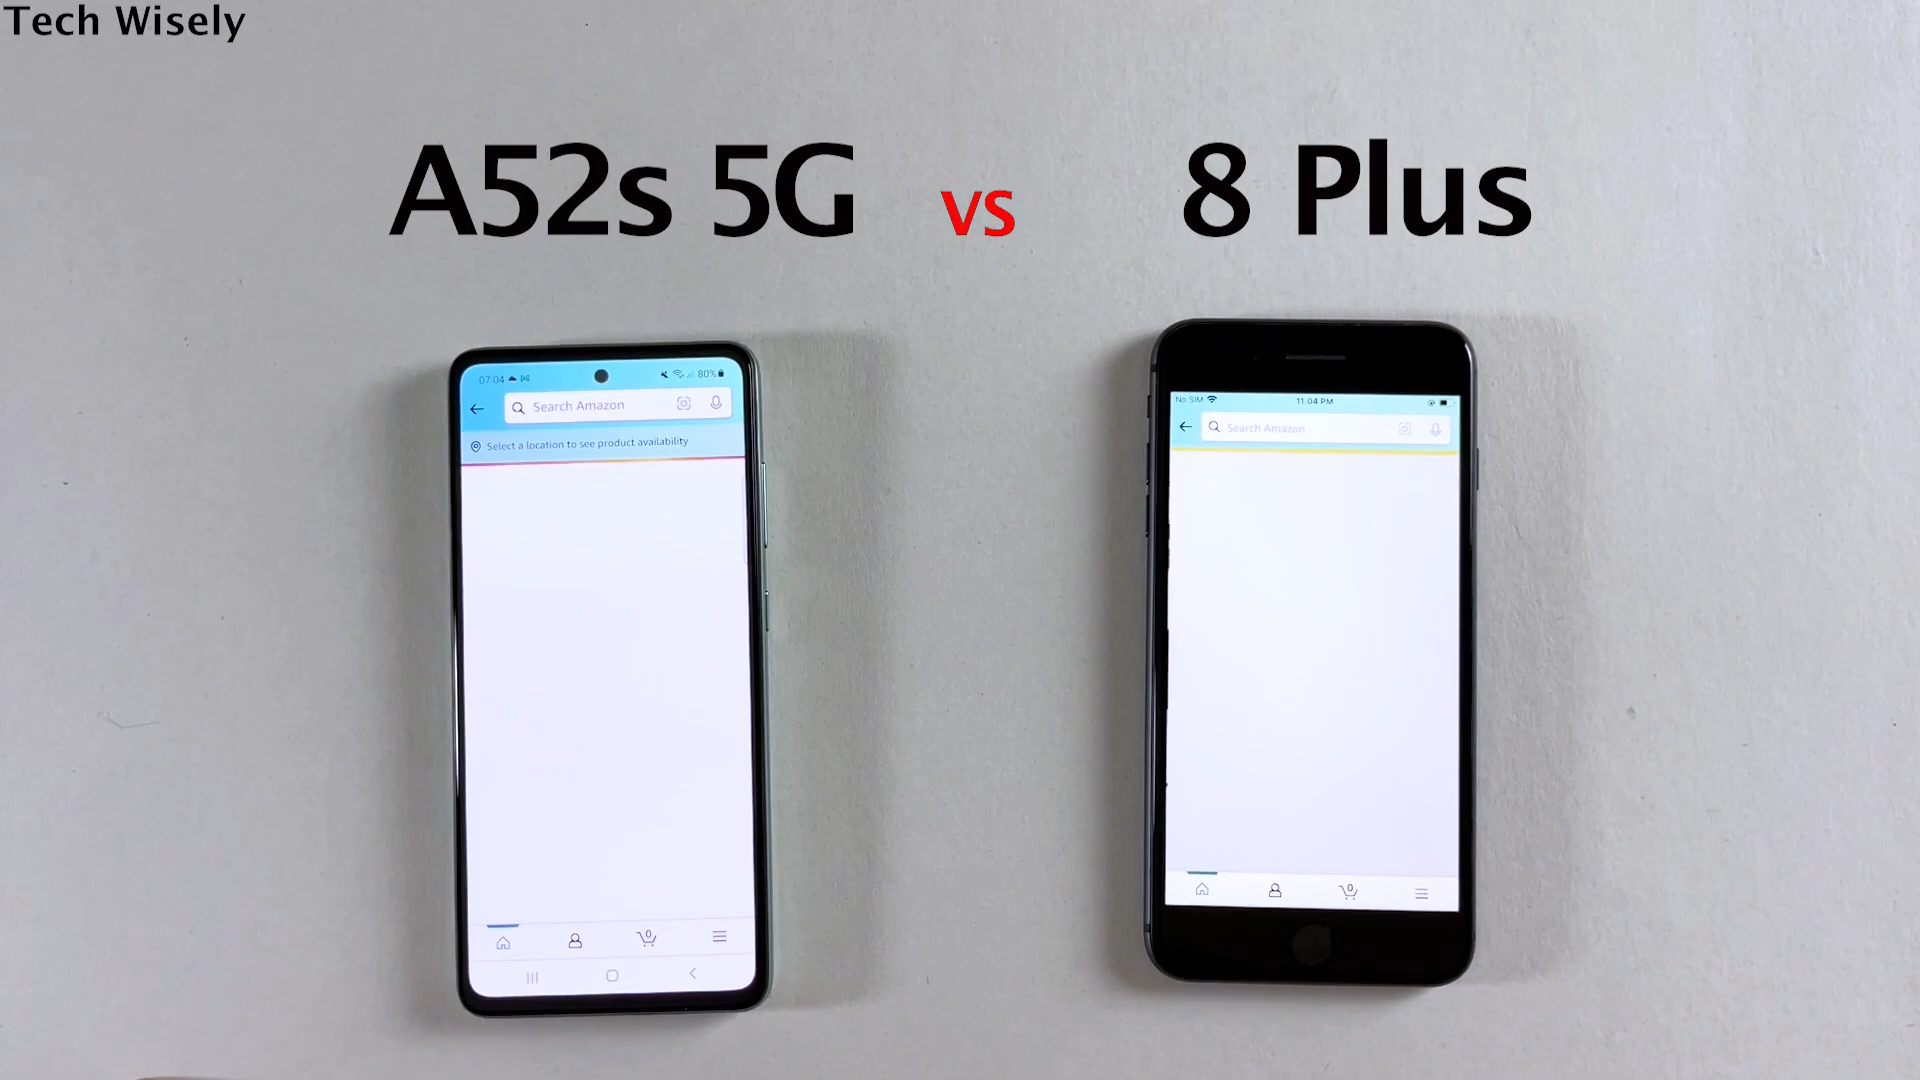 Tech Wisely
A52s 5G vs 8 Plus
07:04 80%
Search Amazon
Select a location to see product availability
0
No SIM 11:04 PM
Search Amazon
0